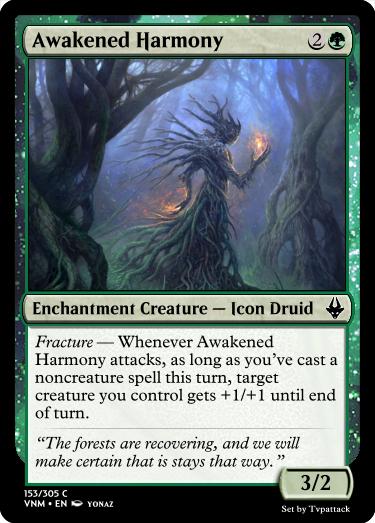 Awakened Harmony 2
Enchantment Creature — Icon Druid
Fracture — Whenever Awakened
Harmony attacks, as long as you've cast a
noncreature spell this turn, target
creature you control gets +1/+1 until end
of turn.
"The forests are recovering, and we will
make certain that is stays that way."
3/2
153/305 C
VNM • EN YONAZ
Set by Tvpattack